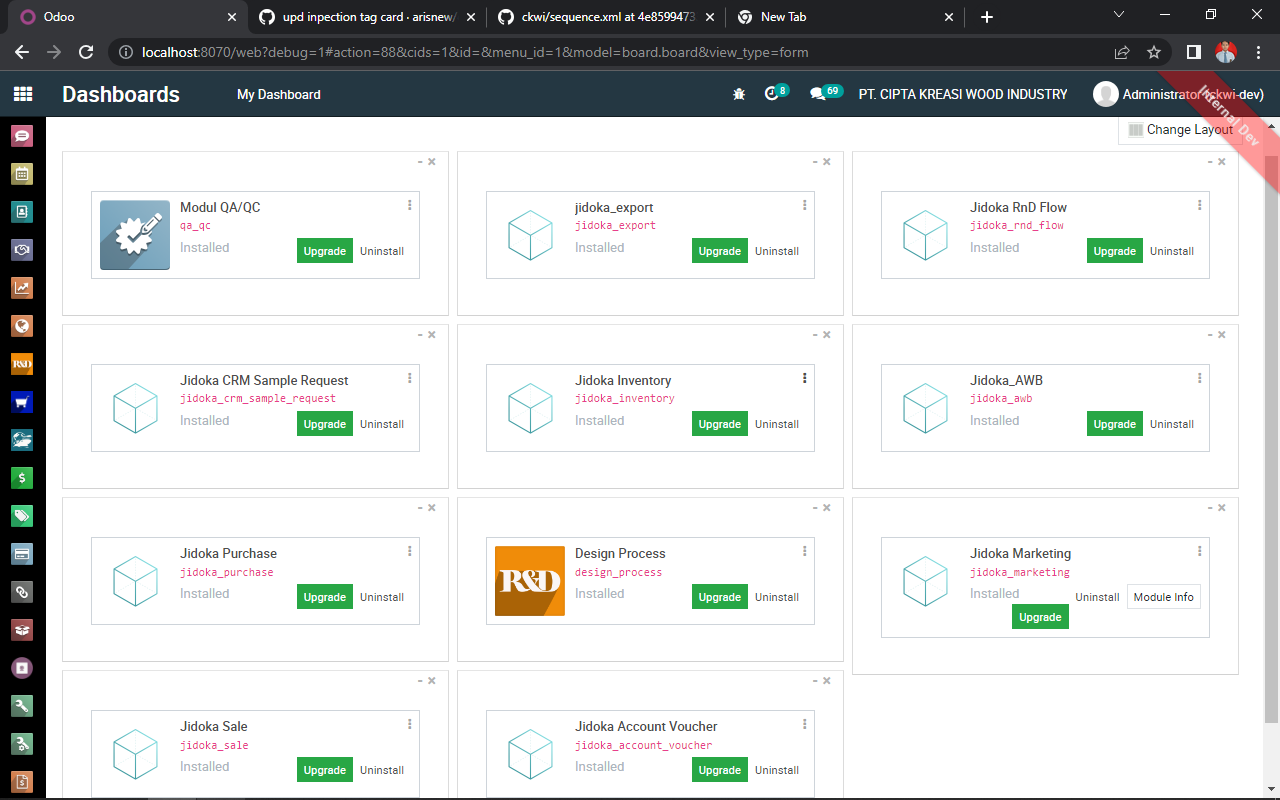 Odoo
upd inpection tag card · arisnew/
ckwi/sequence.xml at 4e8599473
New Tab
localhost:8070/web?debug=1#action=88&cids=1&id=&menu_id=1&model=board.board&view_type=form
Dashboards
My Dashboard
8
69
PT. CIPTA KREASI WOOD INDUSTRY
Administrator (ckwi-dev)
Internal Dev
Change Layout
Modul QA/QC
qa_qc
Installed
Upgrade
Uninstall
jidoka_export
jidoka_export
Installed
Upgrade
Uninstall
Jidoka RnD Flow
jidoka_rnd_flow
Installed
Upgrade
Uninstall
Jidoka CRM Sample Request
jidoka_crm_sample_request
Installed
Upgrade
Uninstall
Jidoka Inventory
jidoka_inventory
Installed
Upgrade
Uninstall
Jidoka_AWB
jidoka_awb
Installed
Upgrade
Uninstall
Jidoka Purchase
jidoka_purchase
Installed
Upgrade
Uninstall
R&D
Design Process
design_process
Installed
Upgrade
Uninstall
Jidoka Marketing
jidoka_marketing
Installed
Uninstall
Module Info
Upgrade
Jidoka Sale
jidoka_sale
Installed
Upgrade
Uninstall
Jidoka Account Voucher
jidoka_account_voucher
Installed
Upgrade
Uninstall
R&D